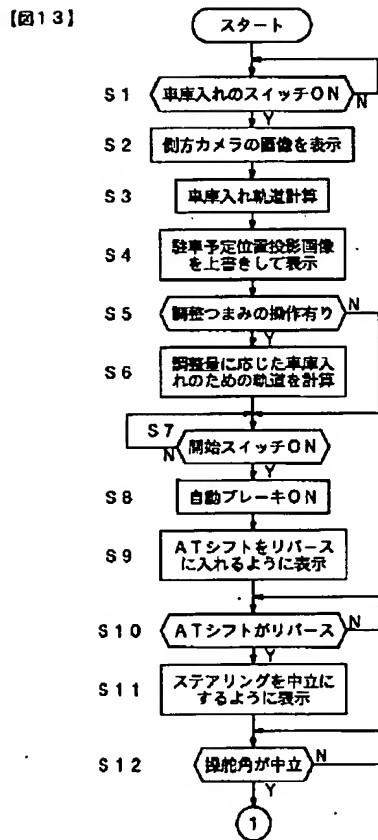 【図13】
スタート
S1
車庫入れのスイッチON
N
Y
S2
側方カメラの画像を表示
S3
車庫入れ軌道計算
S4
駐車予定位置投影画像
を上書きして表示
S5
調整つまみの操作有り
N
Y
S6
調整量に応じた車庫入
れのための軌道を計算
S7
開始スイッチON
N
Y
S8
自動ブレーキON
S9
ATシフトをリバース
に入れるように表示
S10
ATシフトがリバース
N
Y
S11
ステアリングを中立に
するように表示
S12
操舵角が中立
N
Y
1